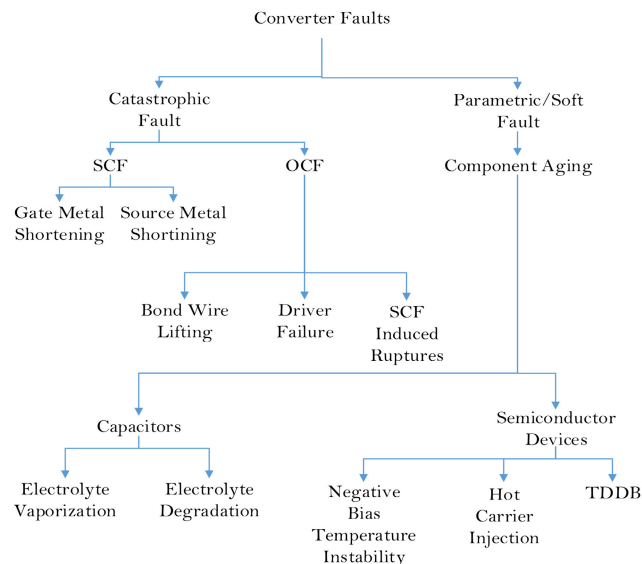 Converter Faults
Catastrophic
Fault
Parametric/Soft
Fault
SCF
OCF
Component Aging
Gate Metal
Shortening
Source Metal
Shortining
Bond Wire
Lifting
Driver
Failure
SCF
Induced
Ruptures
Capacitors
Semiconductor
Devices
Electrolyte
Vaporization
Electrolyte
Degradation
Negative
Bias
Temperature
Instability
Hot
Carrier
Injection
TDDB